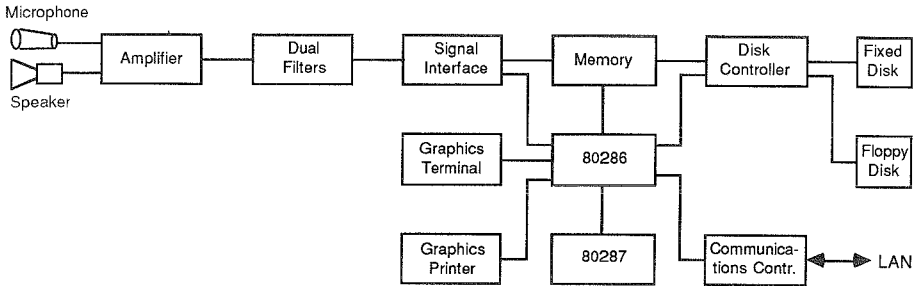 Microphone
Speaker
Amplifier
Dual
Filters
Signal
Interface
Memory
Disk
Controller
Fixed
Disk
Graphics
Terminal
80286
Floppy
Disk
Graphics
Printer
80287
Communica-
tions Contr.
LAN